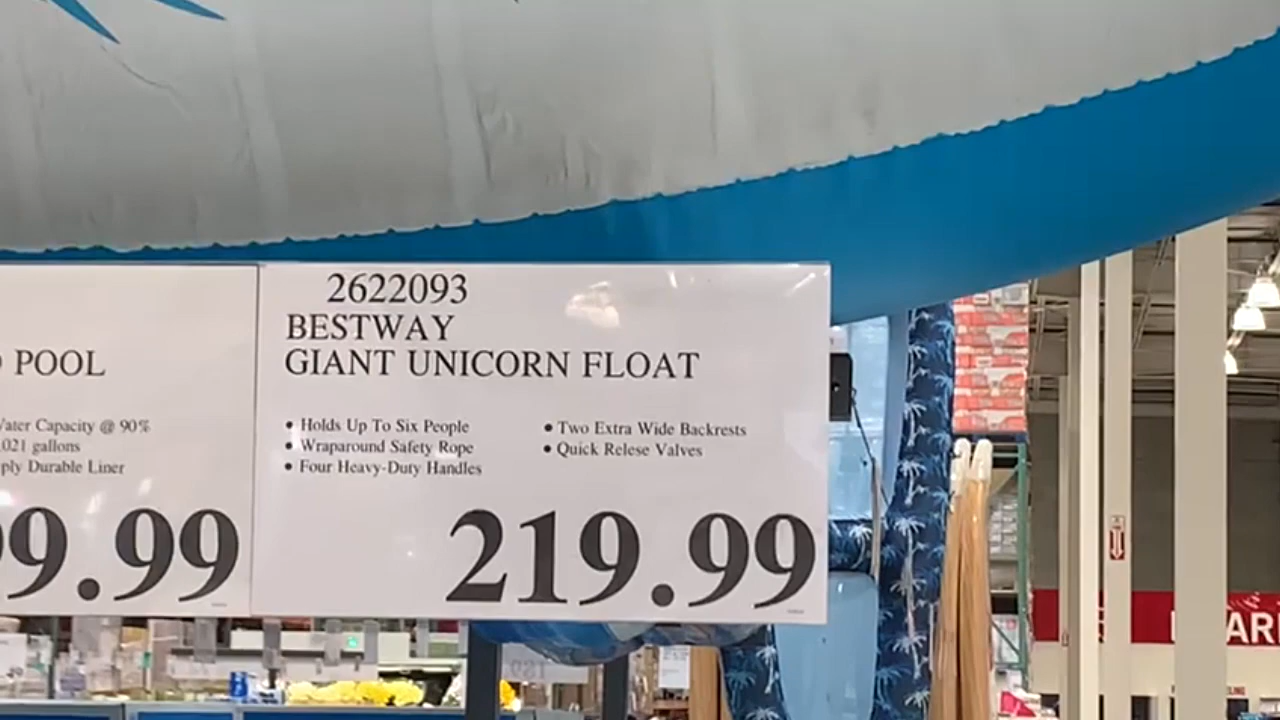 POOL
Water Capacity @ 90%
021 gallons
ply Durable Liner
99.99
2622093
BESTWAY
GIANT UNICORN FLOAT
• Holds Up To Six People
• Wraparound Safety Rope
• Four Heavy-Duty Handles
• Two Extra Wide Backrests
• Quick Relese Valves
219.99
AR